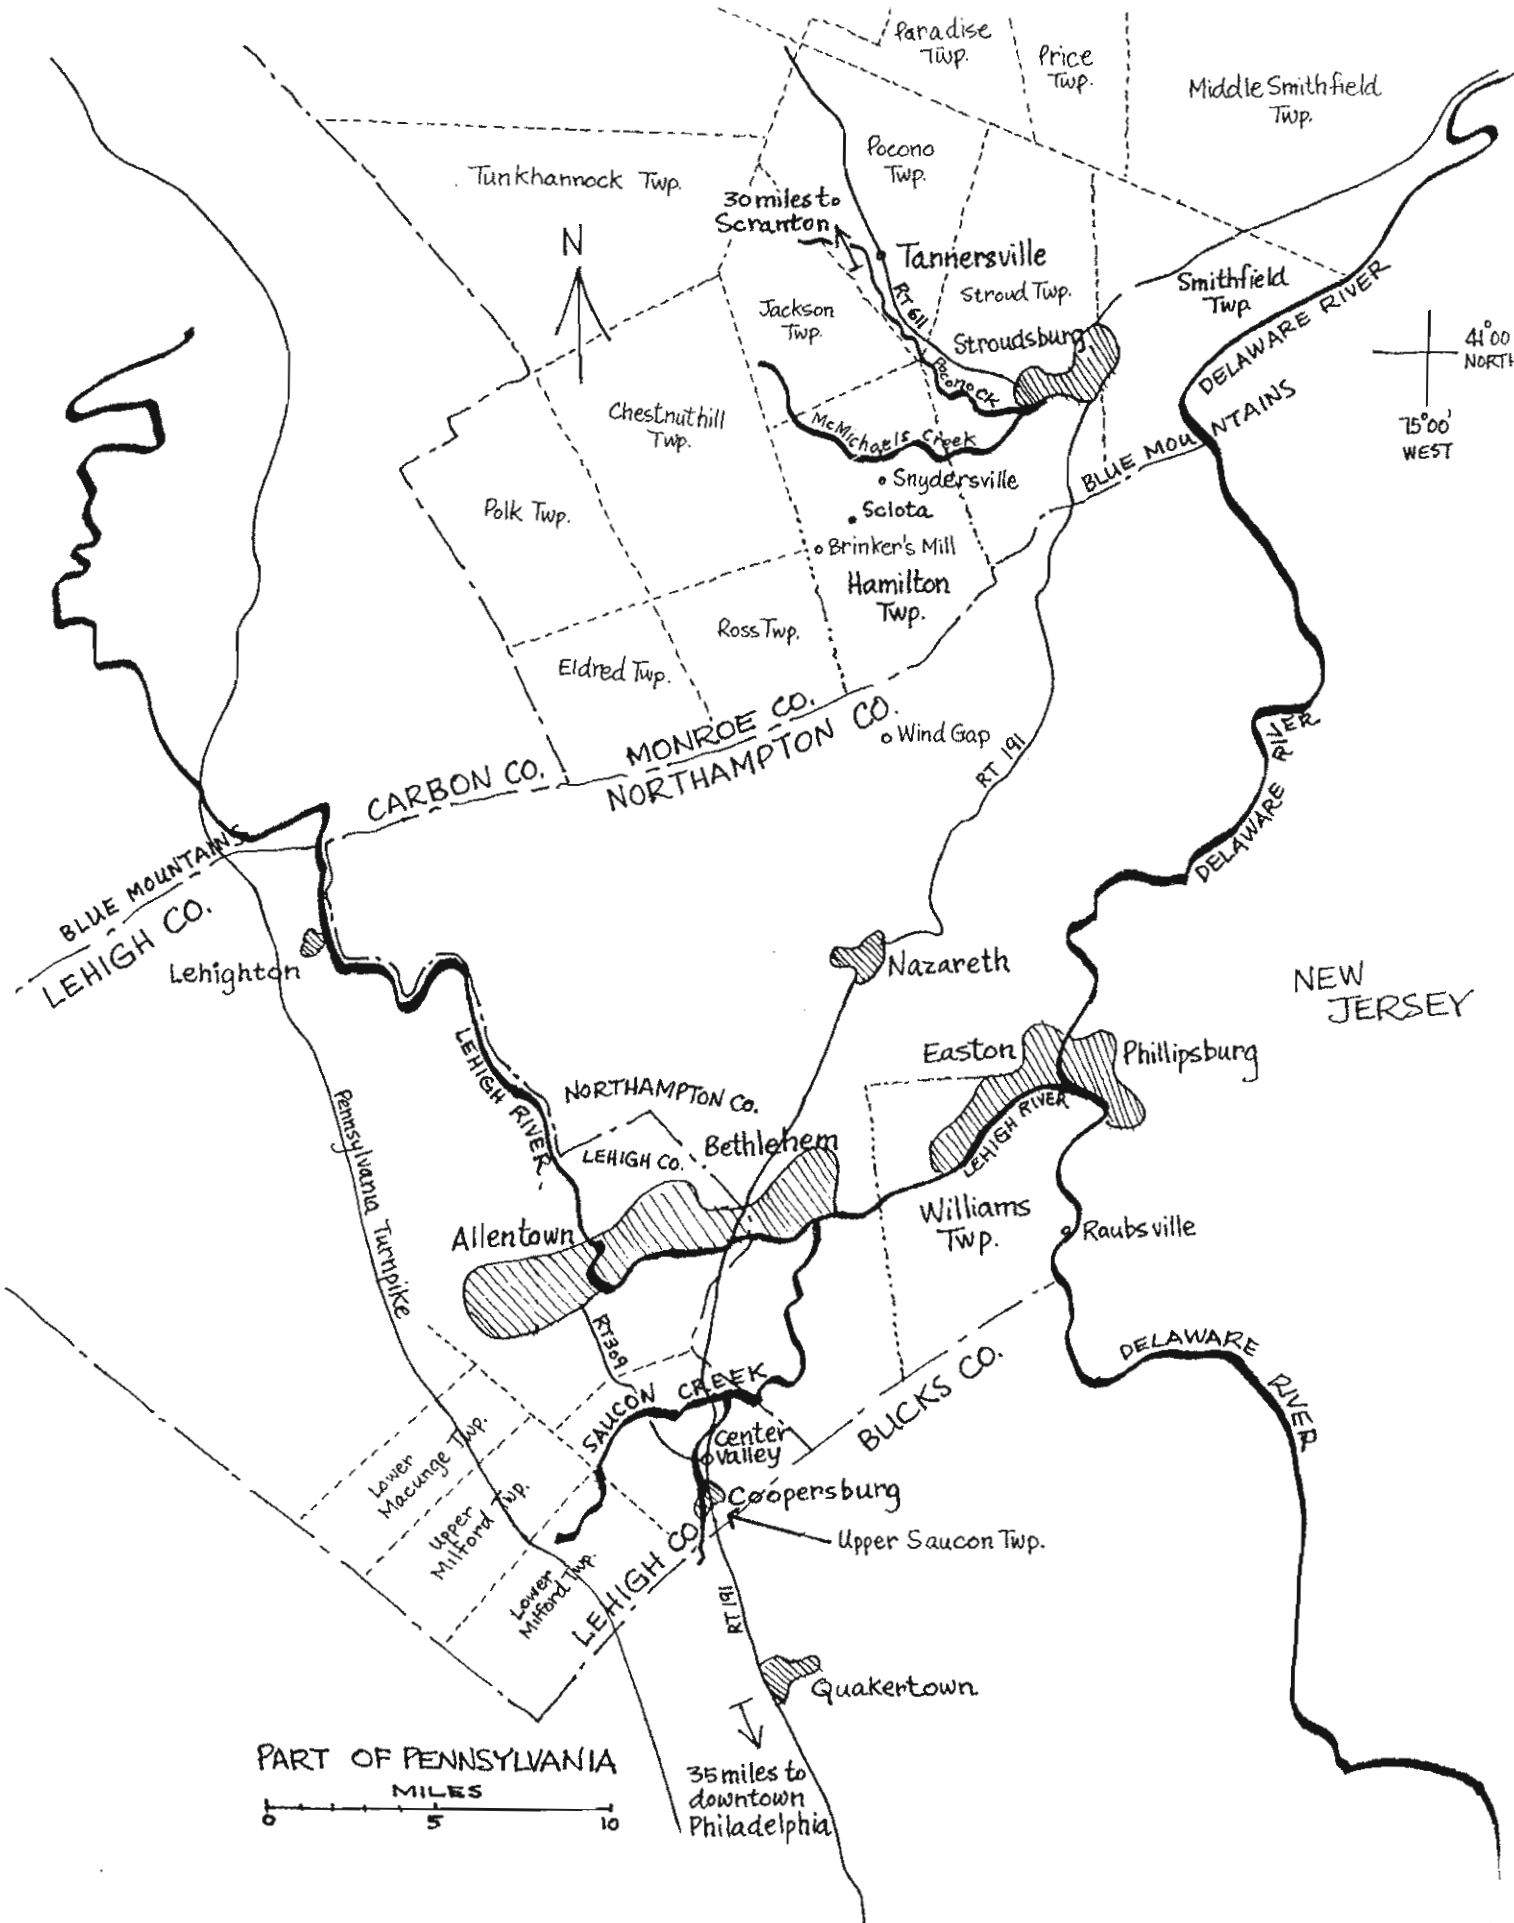 Paradise
Twp.
Price
Twp.
Middle Smithfield
Twp.
Pocono
Twp.
Tunkhannock Twp.
30 miles to
Scranton
N
Tannersville
Stroud Twp.
Smithfield
Twp.
Jackson
Twp.
RT 611
Stroudsburg
DELAWARE RIVER
41°00'
NORTH
75°00'
WEST
Poconock
Chestnuthill
Twp.
McMichaels Creek
BLUE MOUNTAINS
Snydersville
Sciota
Polk Twp.
Brinker's Mill
Hamilton
Twp.
Ross Twp.
Eldred Twp.
MONROE CO.
NORTHAMPTON CO.
CARBON CO.
Wind Gap
RT 191
DELAWARE RIVER
BLUE MOUNTAINS
LEHIGH CO.
Lehighton
Nazareth
NEW
JERSEY
LEHIGH RIVER
Easton
Phillipsburg
LEHIGH RIVER
NORTHAMPTON CO.
LEHIGH CO.
Bethlehem
Pennsylvania Turnpike
Allentown
Williams
Twp.
Raubsville
RT 309
DELAWARE RIVER
SAUCON CREEK
BUCKS CO.
Center
Valley
Lower
Macunge Twp.
Upper
Milford Twp.
Lower
Milford Twp.
Coopersburg
Upper Saucon Twp.
LEHIGH CO.
RT 191
Quakertown
PART OF PENNSYLVANIA
MILES
0 5 10
35 miles to
downtown
Philadelphia